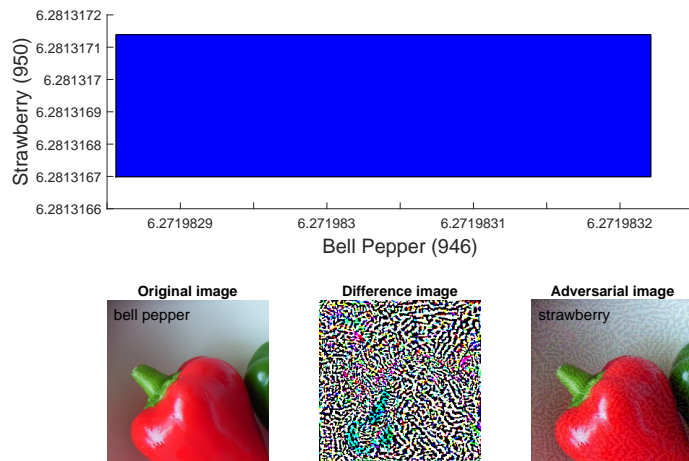 6.2813172
6.2813171
6.281317
6.2813169
6.2813168
6.2813167
6.2813166
Strawberry (950)
6.2719829 6.271983 6.2719831 6.2719832
Bell Pepper (946)
Original image Difference image Adversarial image
bell pepper strawberry